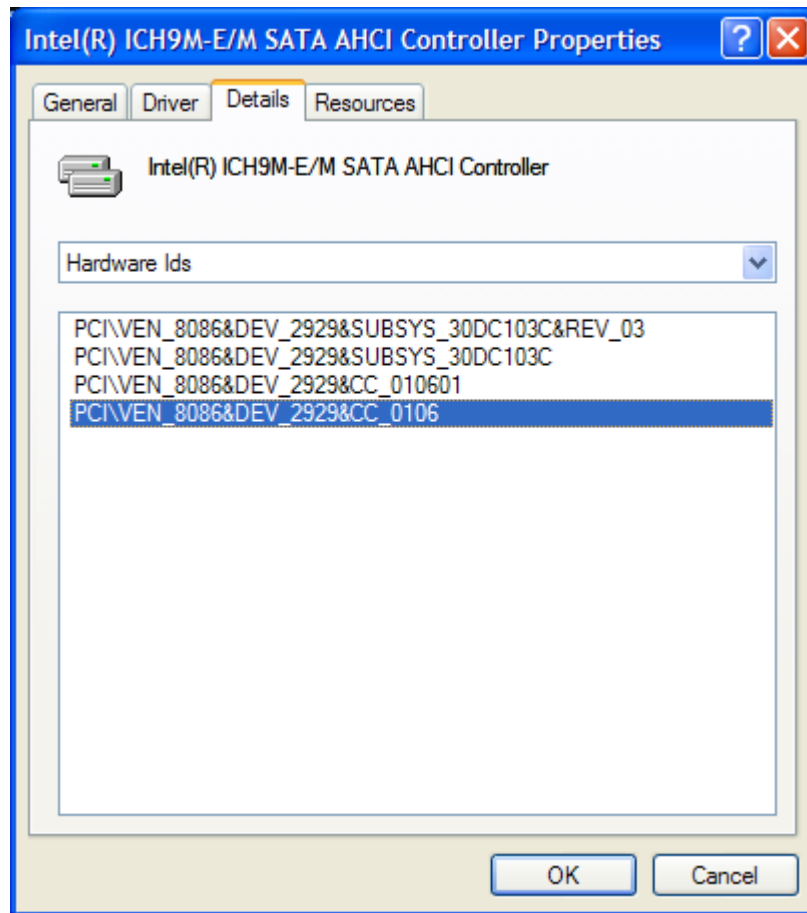 Intel(R) ICH9M-E/M SATA AHCI Controller Properties
General Driver Details Resources
Intel(R) ICH9M-E/M SATA AHCI Controller
Hardware Ids
PCI\VEN_8086&DEV_2929&SUBSYS_30DC103C&REV_03
PCI\VEN_8086&DEV_2929&SUBSYS_30DC103C
PCI\VEN_8086&DEV_2929&CC_010601
PCI\VEN_8086&DEV_2929&CC_0106
OK Cancel